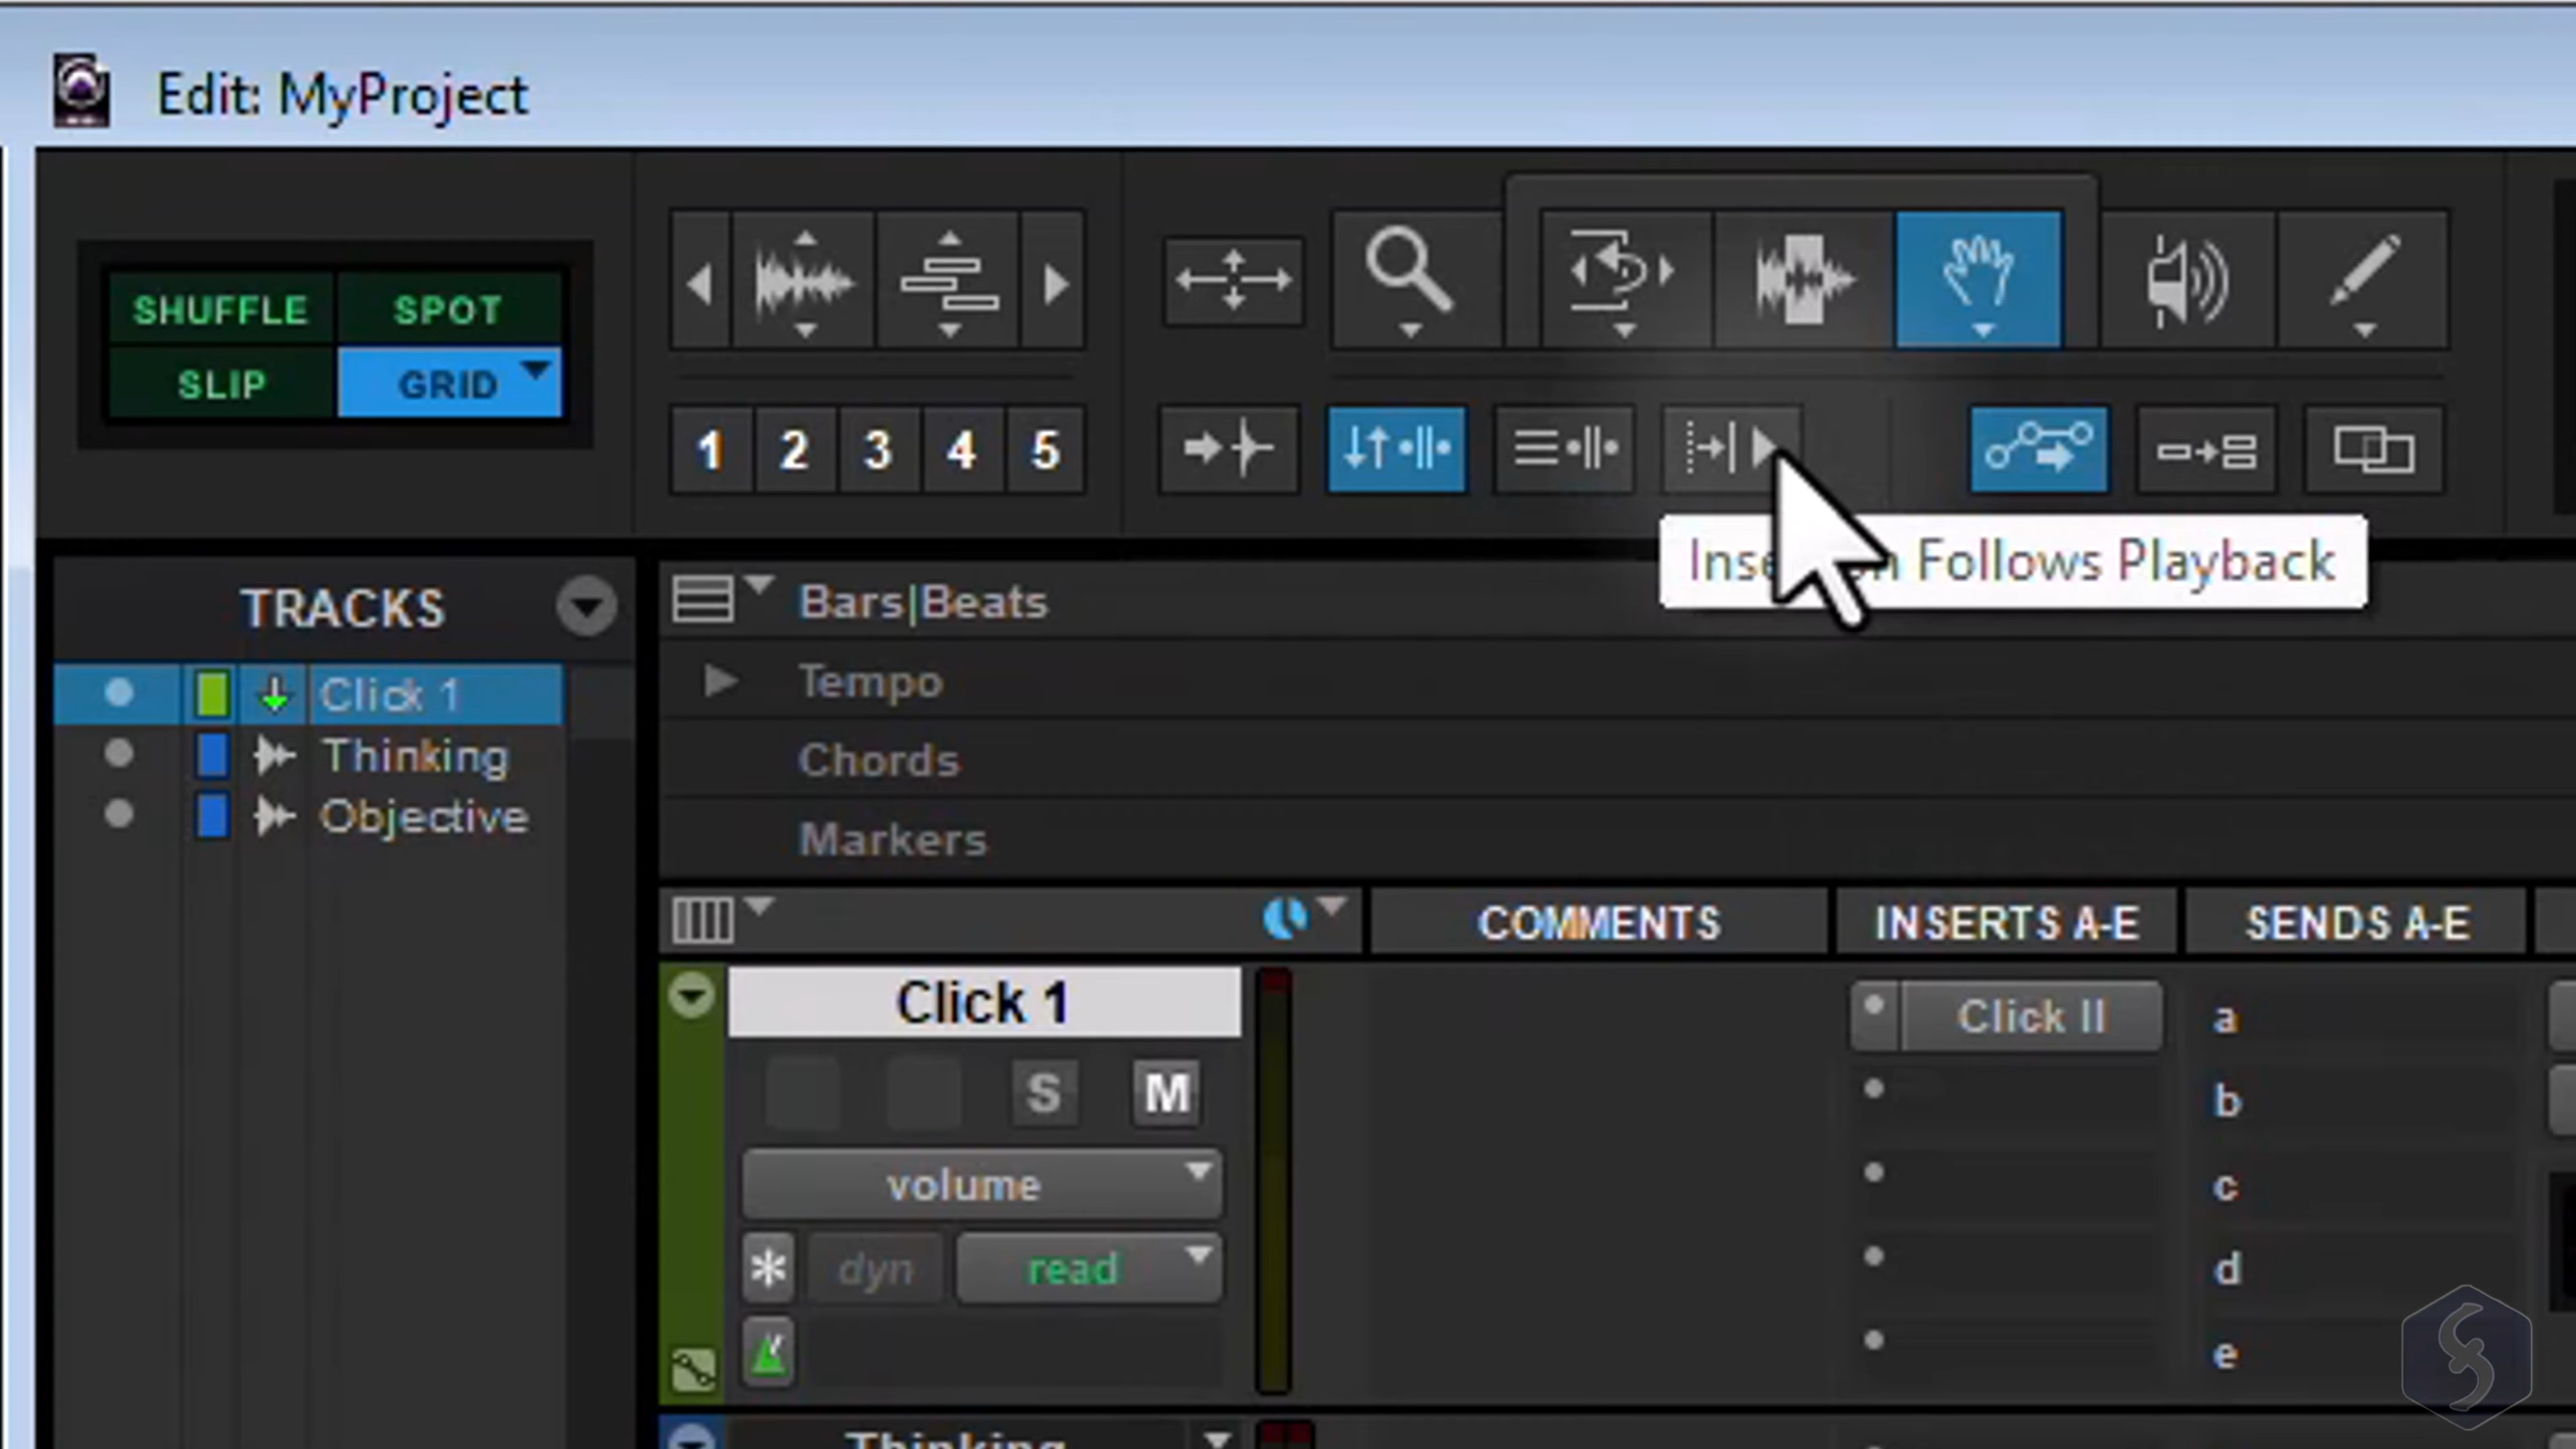 Edit: MyProject
SHUFFLE SPOT
SLIP GRID
1 2 3 4 5
Follows Playback
TRACKS
Click 1
Thinking
Objective
Bars|Beats
Tempo
Chords
Markers
COMMENTS INSERTS A-E SENDS A-E
Click 1
S M
volume
* dyn read
Click II
a
b
c
d
e
Thinking